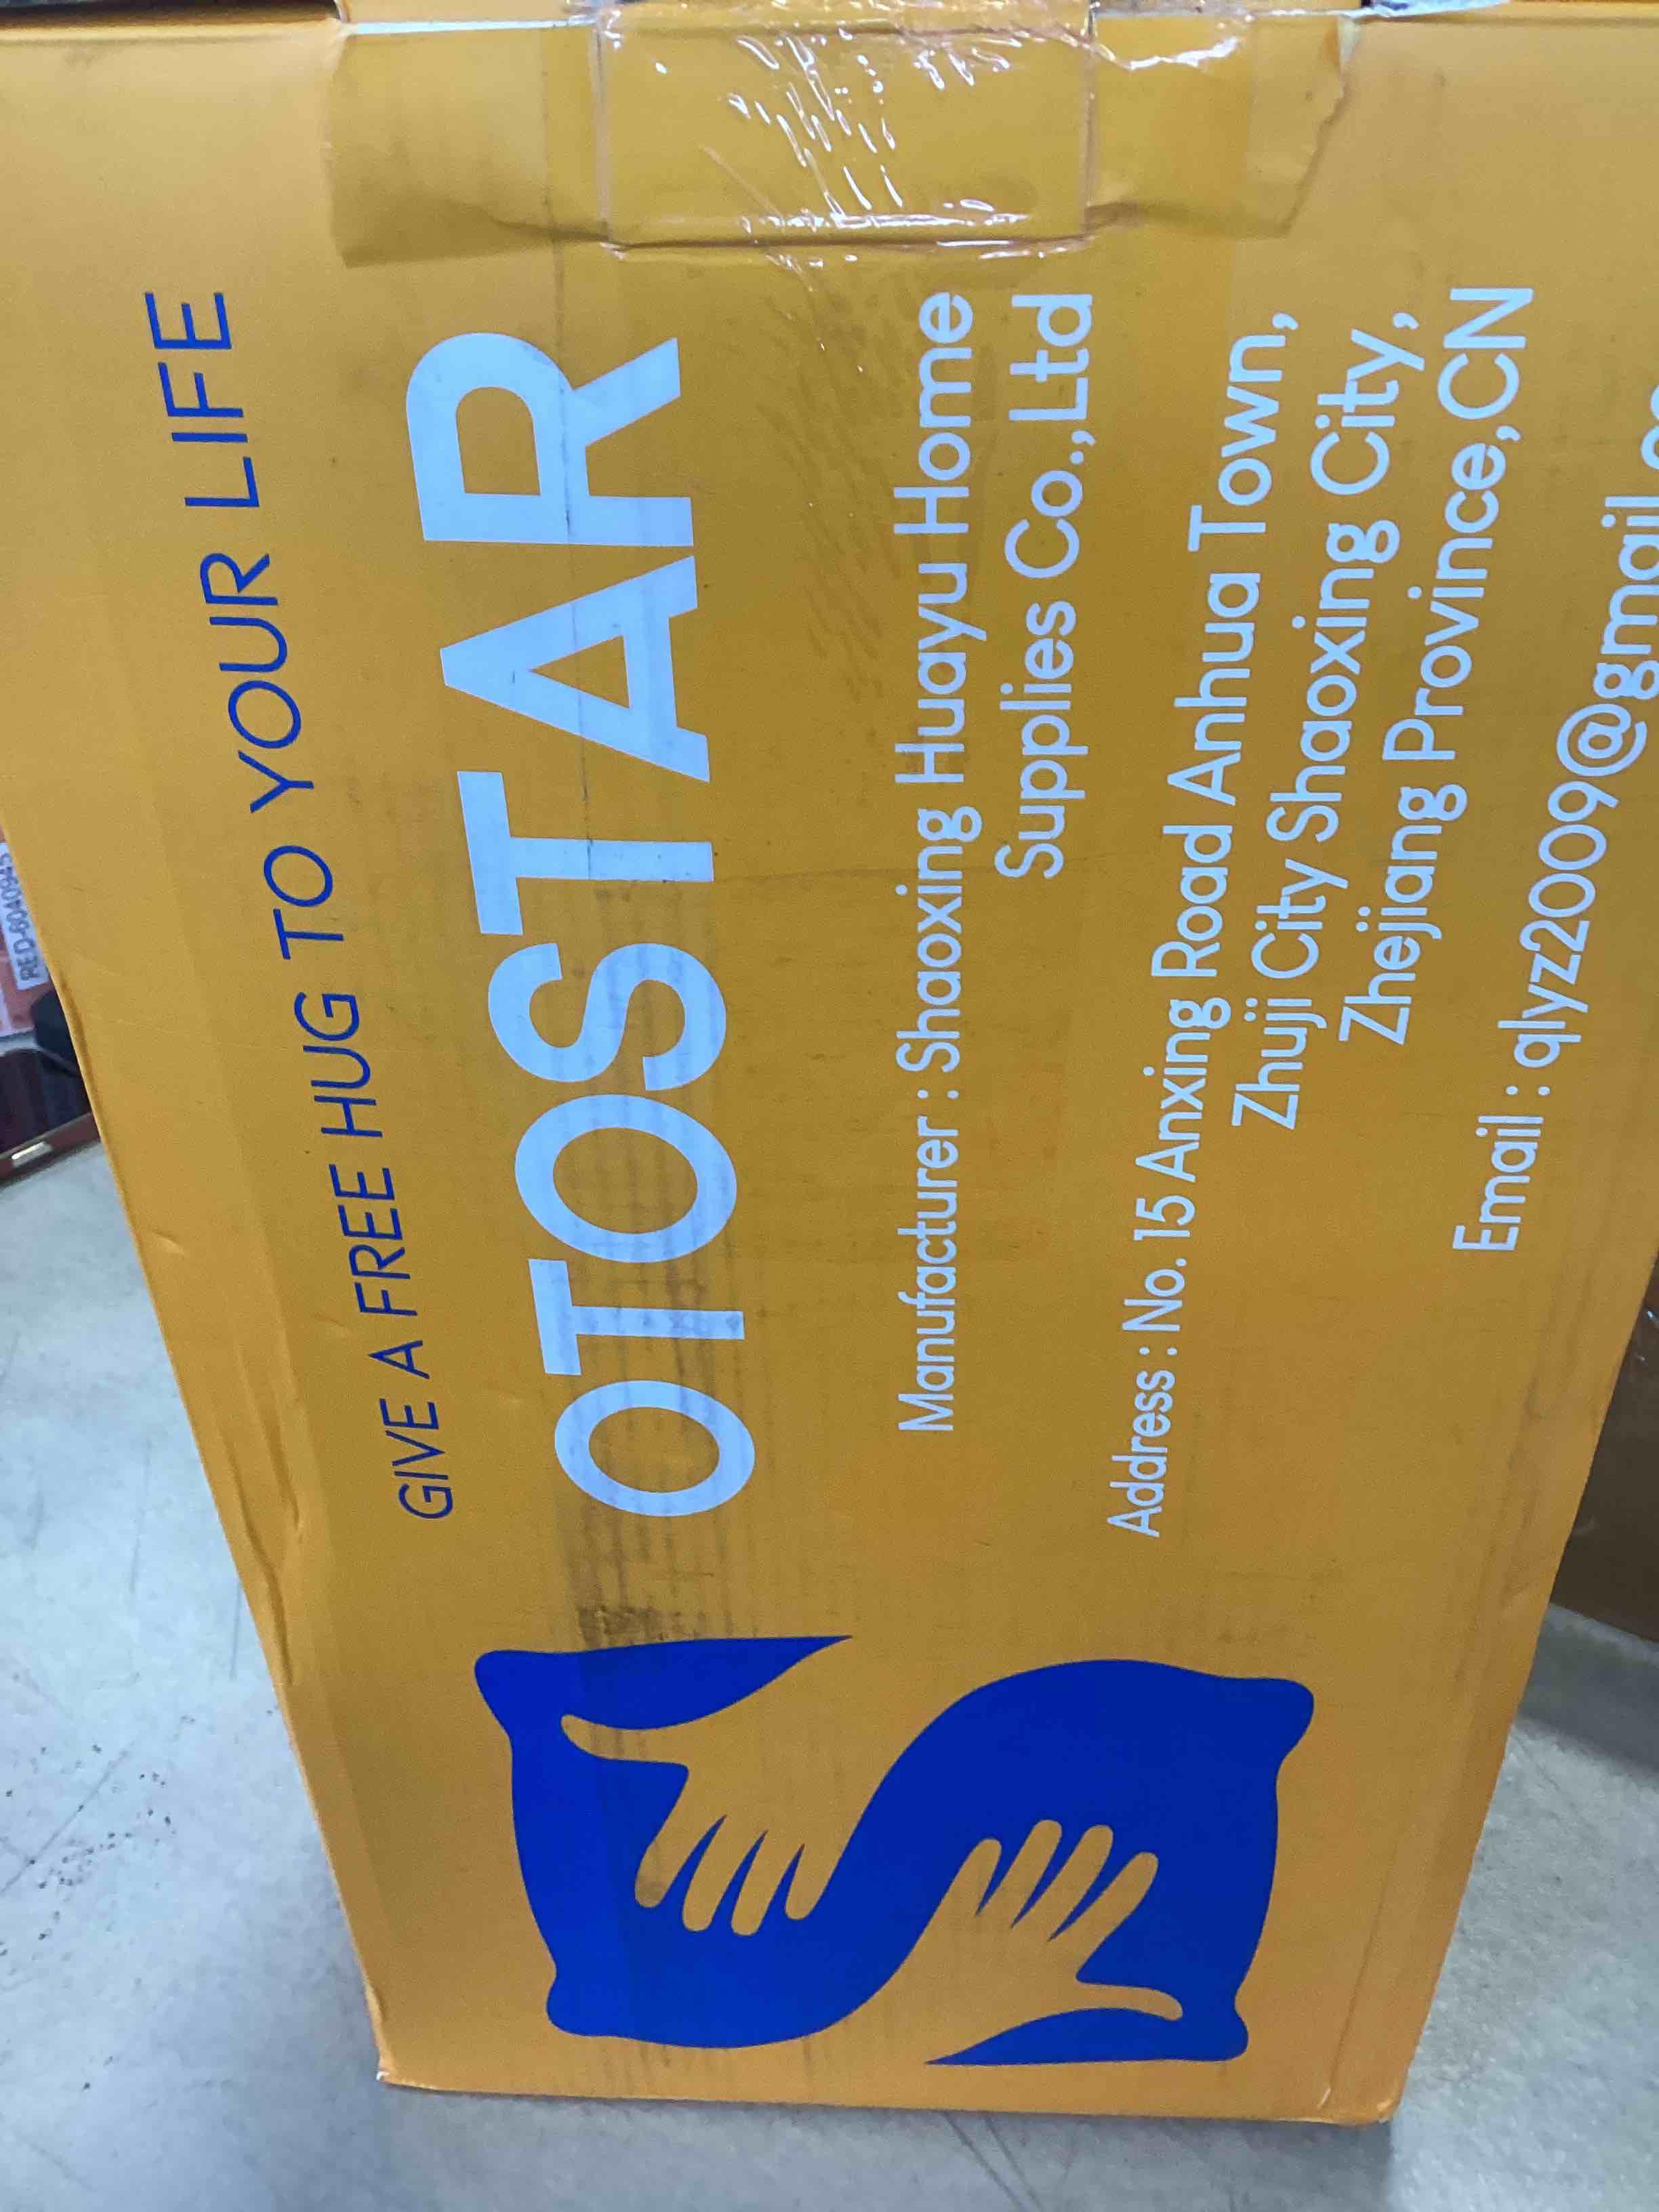 GIVE A FREE HUG TO YOUR LIFE
OTOSTAR
Manufacturer : Shaoxing Huayu Home
Supplies Co.,Ltd
Address : No. 15 Anxing Road Anhua Town,
Zhuji City Shaoxing City,
Zhejiang Province,CN
Email : qlyz2009@gmail.co